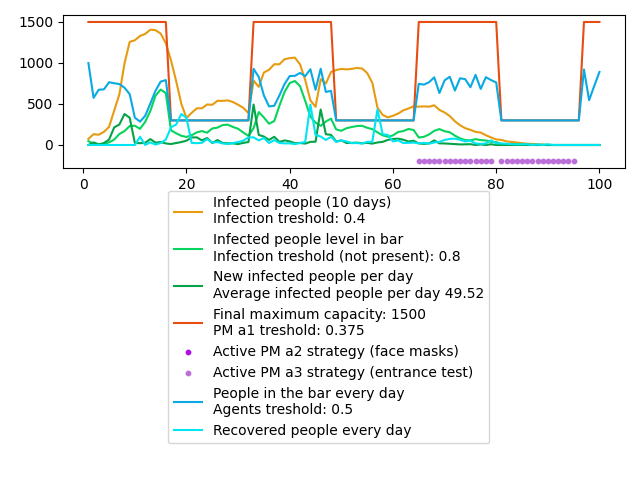 1500
1000
500
0
0 20 40 60 80 100
Infected people (10 days)
Infection treshold: 0.4
Infected people level in bar
Infection treshold (not present): 0.8
New infected people per day
Average infected people per day 49.52
Final maximum capacity: 1500
PM a1 treshold: 0.375
Active PM a2 strategy (face masks)
Active PM a3 strategy (entrance test)
People in the bar every day
Agents treshold: 0.5
Recovered people every day